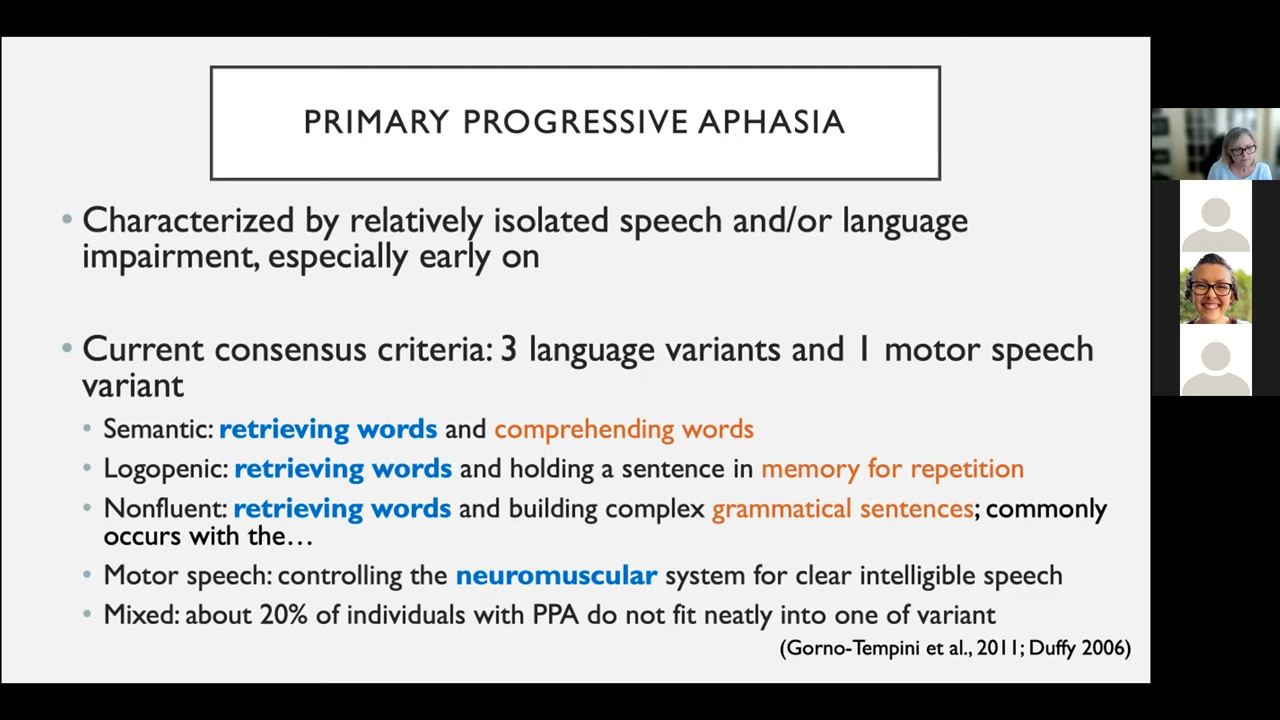 PRIMARY PROGRESSIVE APHASIA
• Characterized by relatively isolated speech and/or language
impairment, especially early on
• Current consensus criteria: 3 language variants and 1 motor speech
variant
• Semantic: retrieving words and comprehending words
• Logopenic: retrieving words and holding a sentence in memory for repetition
• Nonfluent: retrieving words and building complex grammatical sentences; commonly
occurs with the…
• Motor speech: controlling the neuromuscular system for clear intelligible speech
• Mixed: about 20% of individuals with PPA do not fit neatly into one of variant
(Gorno-Tempini et al., 2011; Duffy 2006)